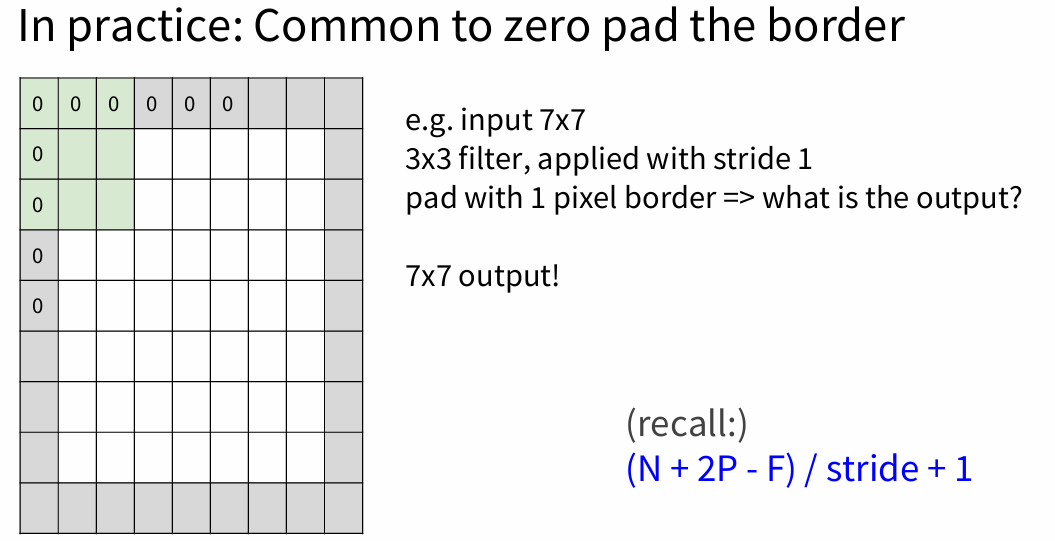 In practice: Common to zero pad the border
0 0 0 0 0 0
0
0
0
0
e.g. input 7x7
3x3 filter, applied with stride 1
pad with 1 pixel border => what is the output?
7x7 output!
(recall:)
(N + 2P - F) / stride + 1